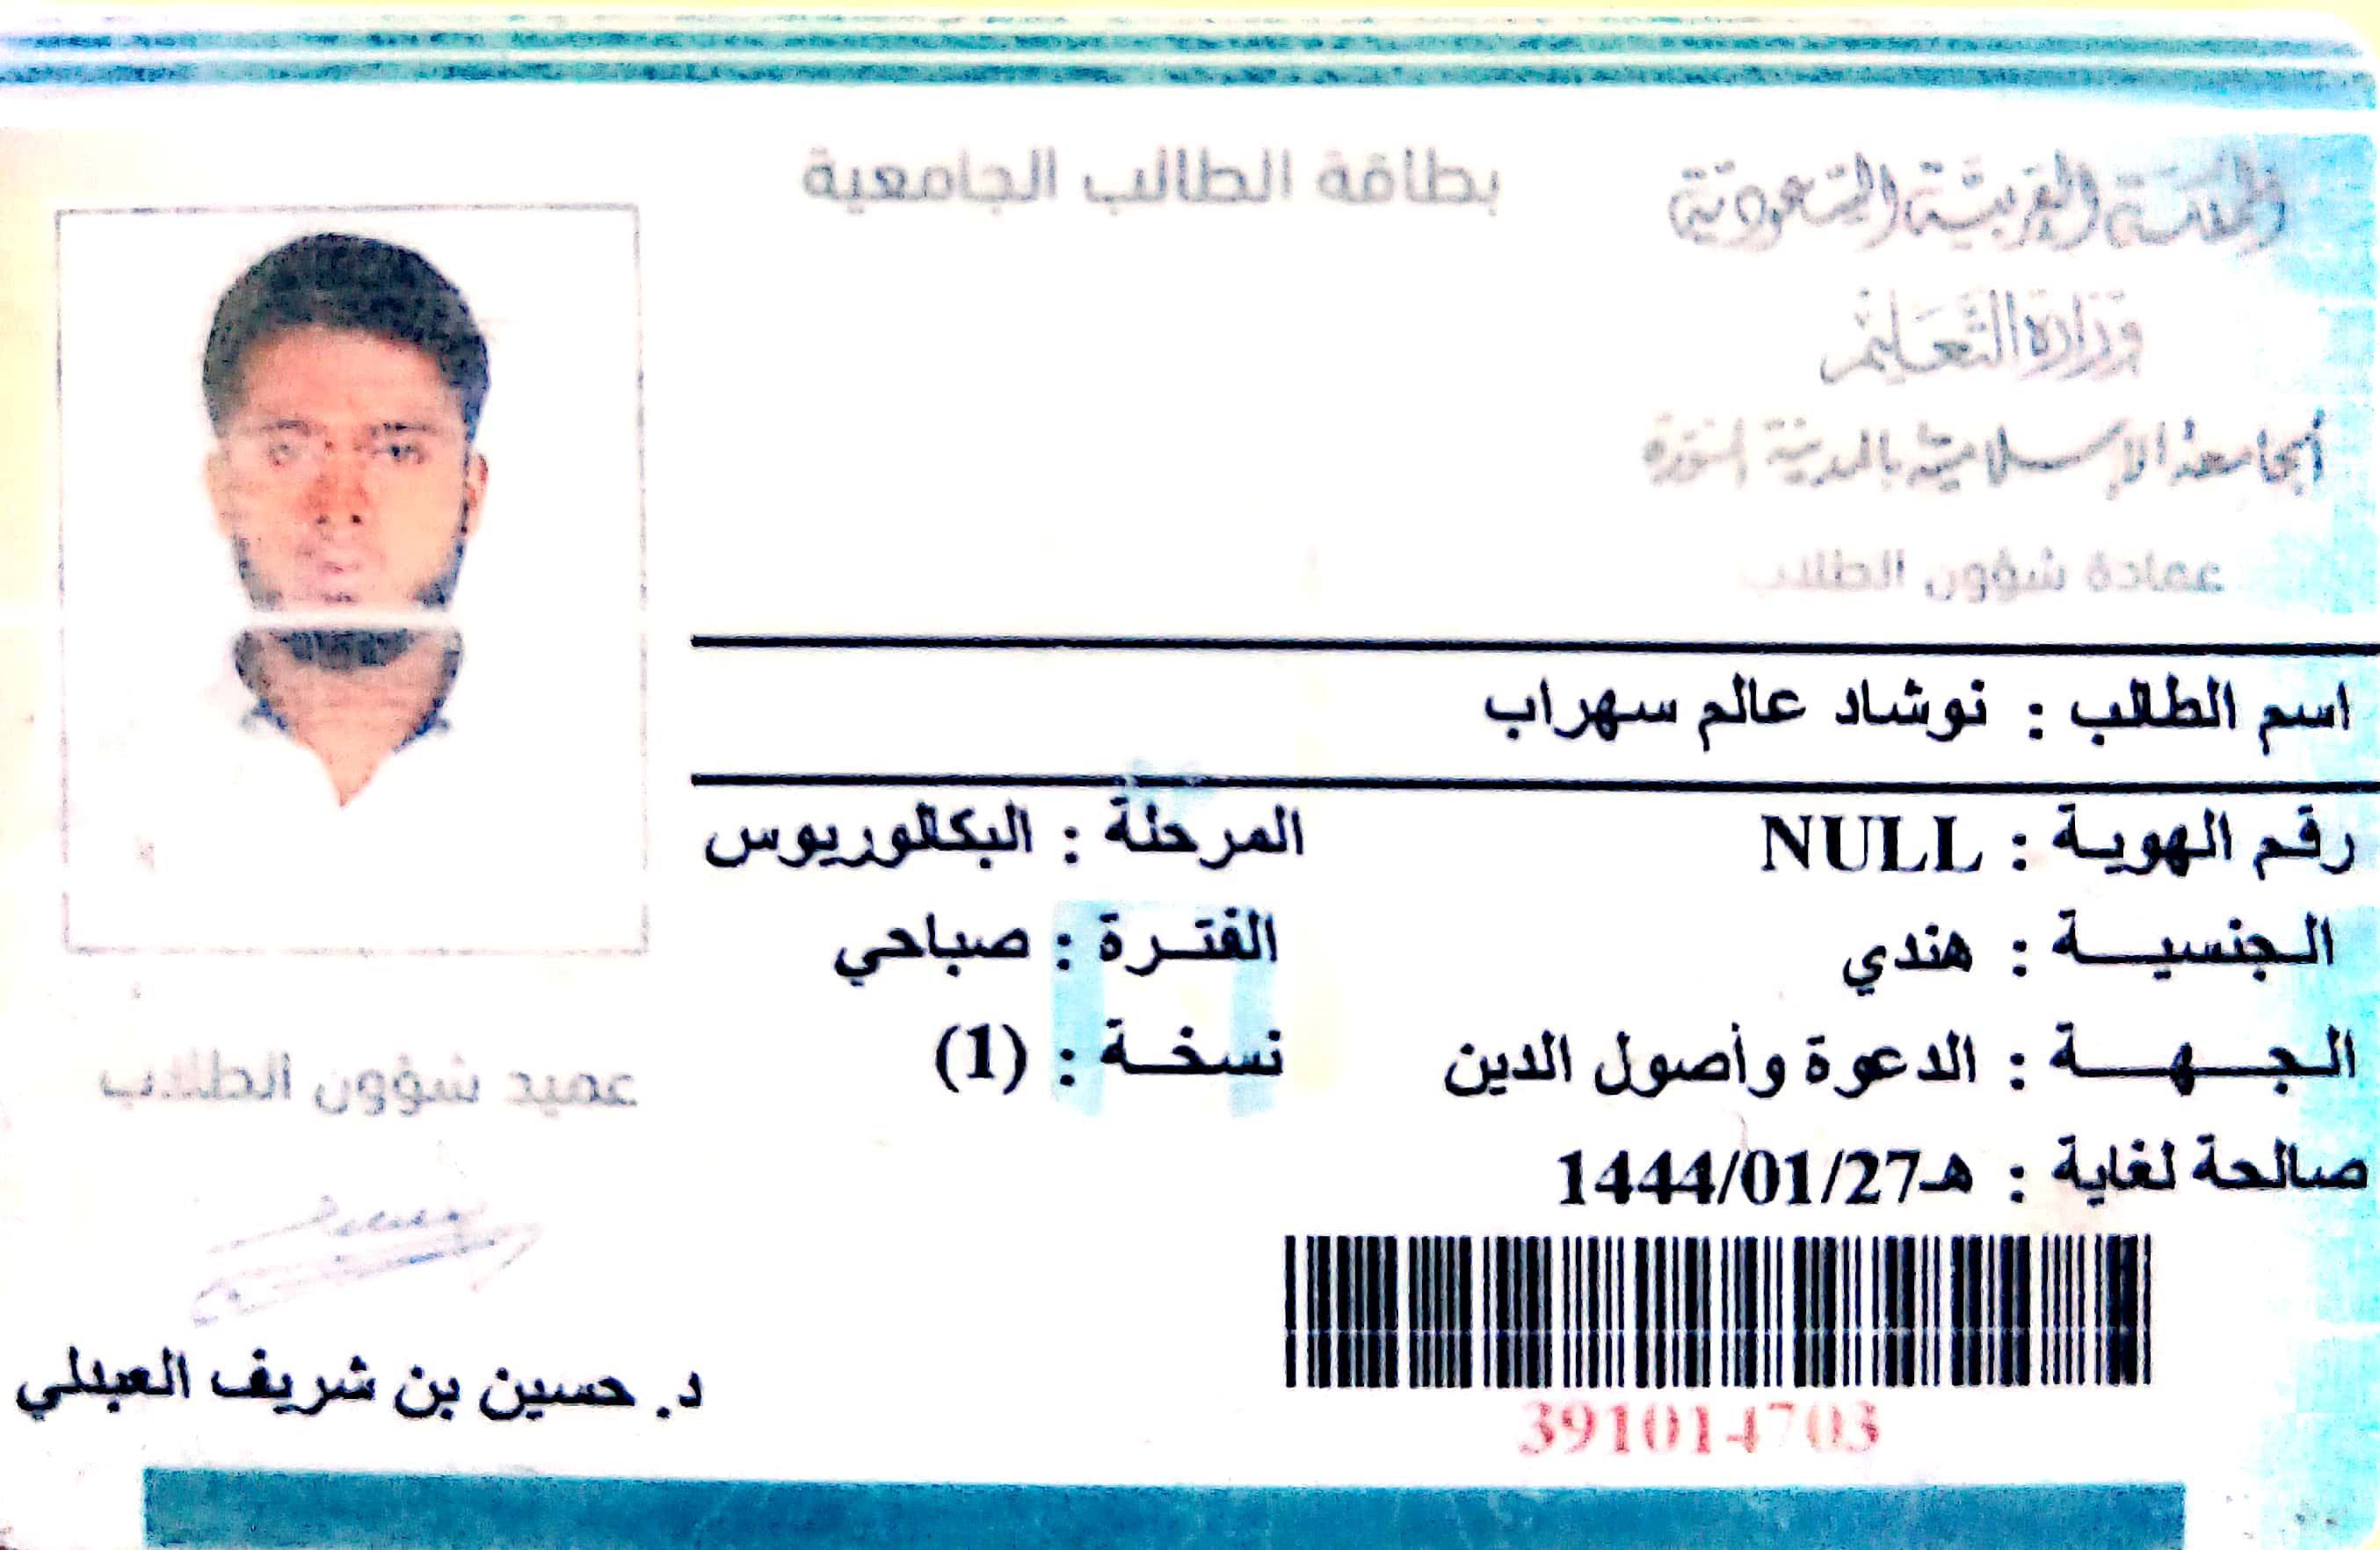 بطاقة الطالب الجامعية
المملكة العربية السعودية
وزارة التعليم
الجامعة الإسلامية بالمدينة المنورة
عمادة شؤون الطلاب
اسم الطالب : نوشاد عالم سهراب
رقم الهوية : NULL
المرحلة : البكالوريوس
الجنسية : هندي
الفترة : صباحي
الجهة : الدعوة وأصول الدين
نسخة : (1)
صالحة لغاية : 1444/01/27هـ
391014703
عميد شؤون الطلاب
د. حسين بن شريف العبدلي